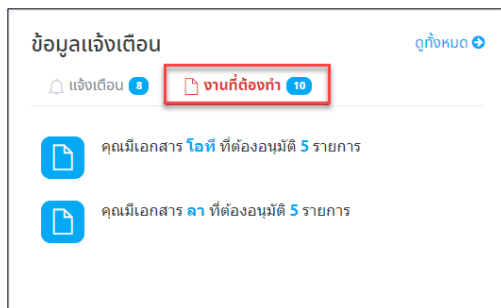 ข้อมูลแจ้งเตือน ดูทั้งหมด
แจ้งเตือน 8 งานที่ต้องทำ 10
คุณมีเอกสาร โอที ที่ต้องอนุมัติ 5 รายการ
คุณมีเอกสาร ลา ที่ต้องอนุมัติ 5 รายการ